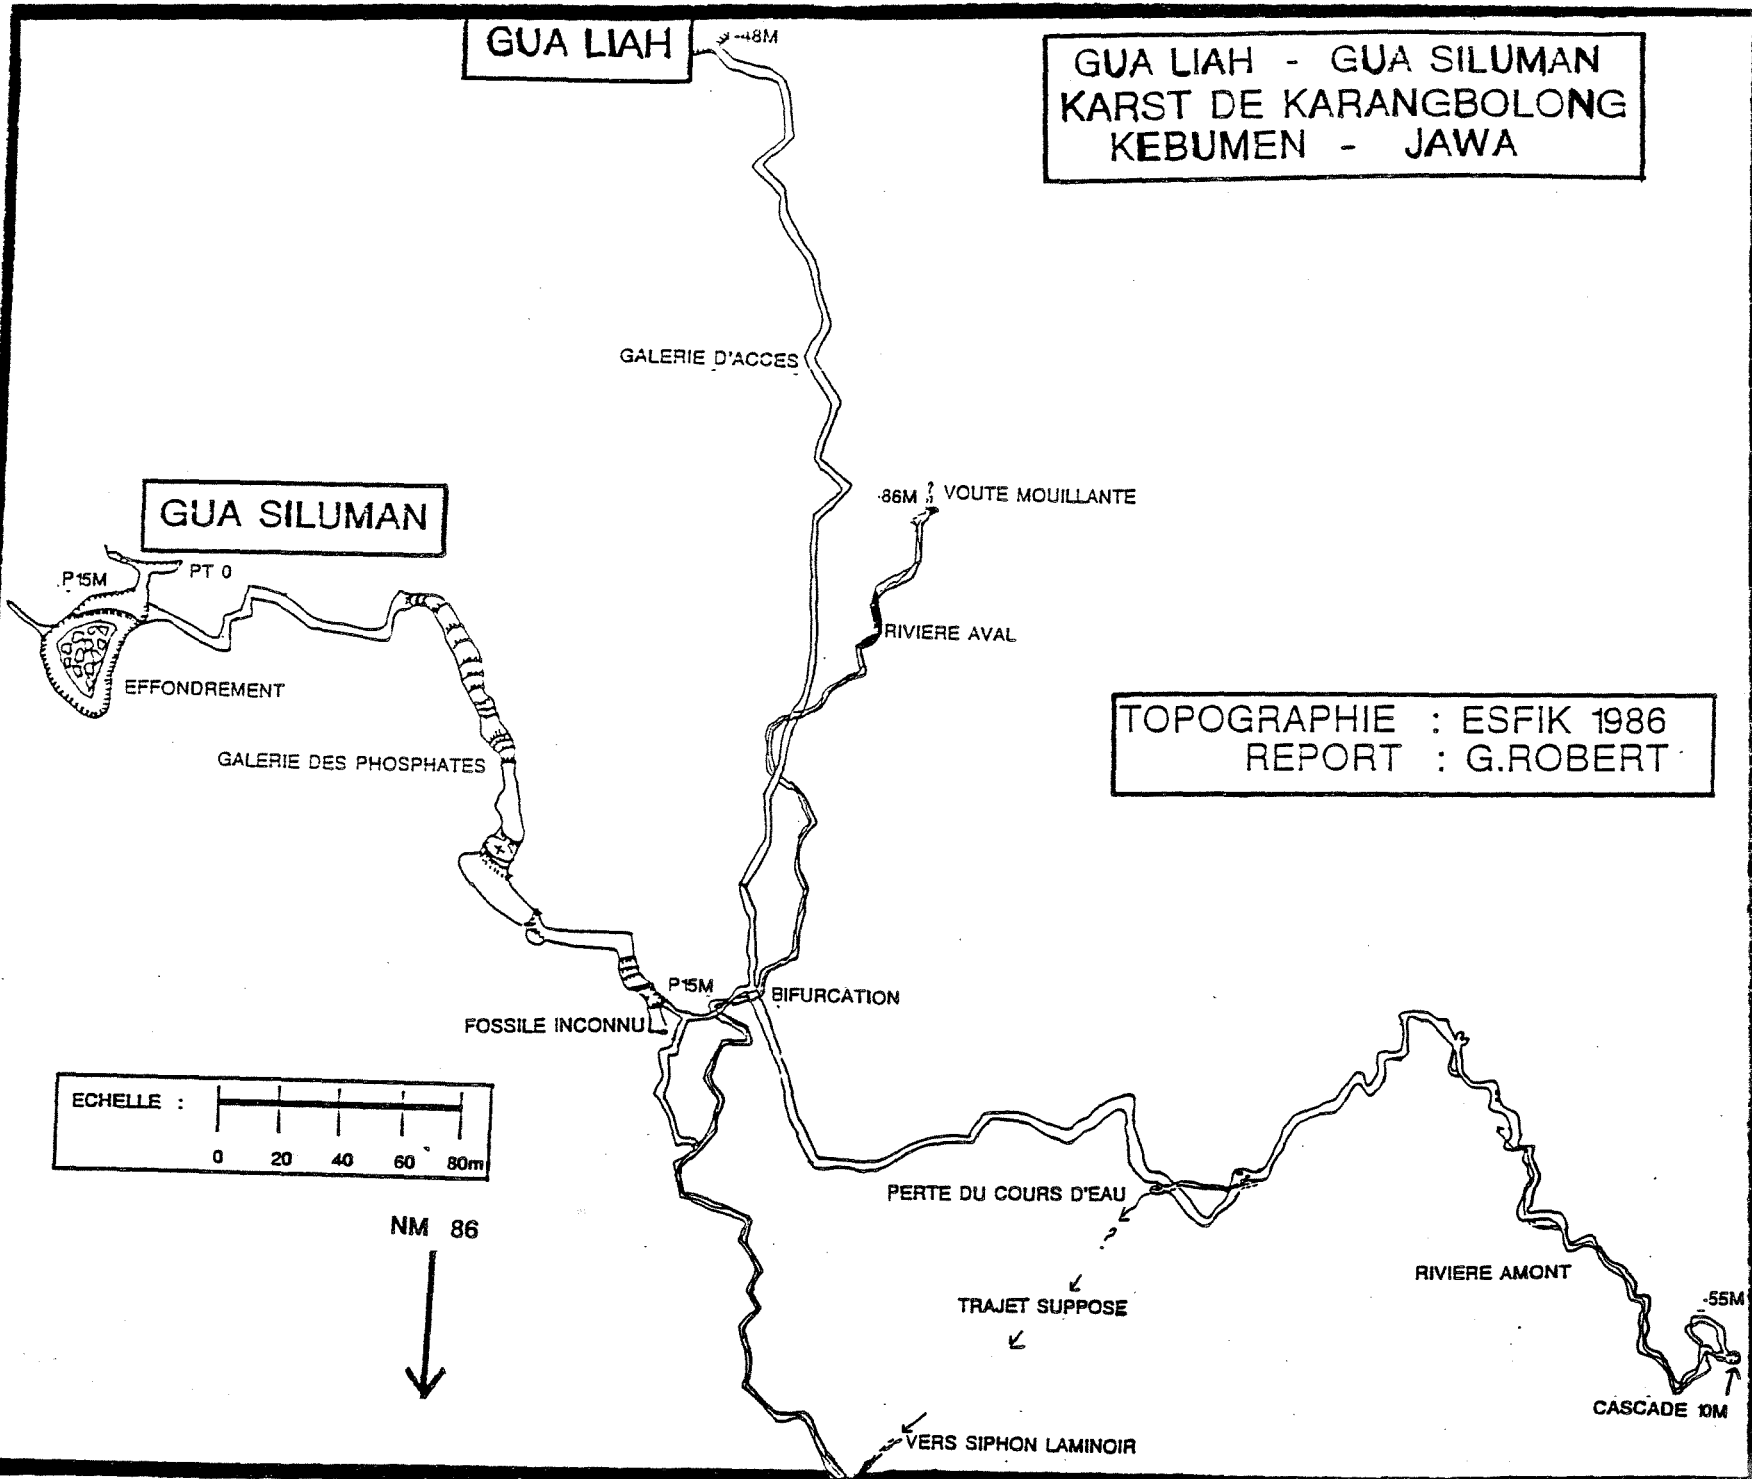 GUA LIAH
-48M
GUA LIAH - GUA SILUMAN
KARST DE KARANGBOLONG
KEBUMEN - JAWA
GALERIE D'ACCES
-86M ? VOUTE MOUILLANTE
GUA SILUMAN
P15M
PT 0
RIVIERE AVAL
EFFONDREMENT
TOPOGRAPHIE : ESFIK 1986
REPORT : G.ROBERT
GALERIE DES PHOSPHATES
P15M
BIFURCATION
FOSSILE INCONNU
ECHELLE :
0 20 40 60 80m
PERTE DU COURS D'EAU
?
NM 86
RIVIERE AMONT
TRAJET SUPPOSE
-55M
CASCADE 10M
VERS SIPHON LAMINOIR